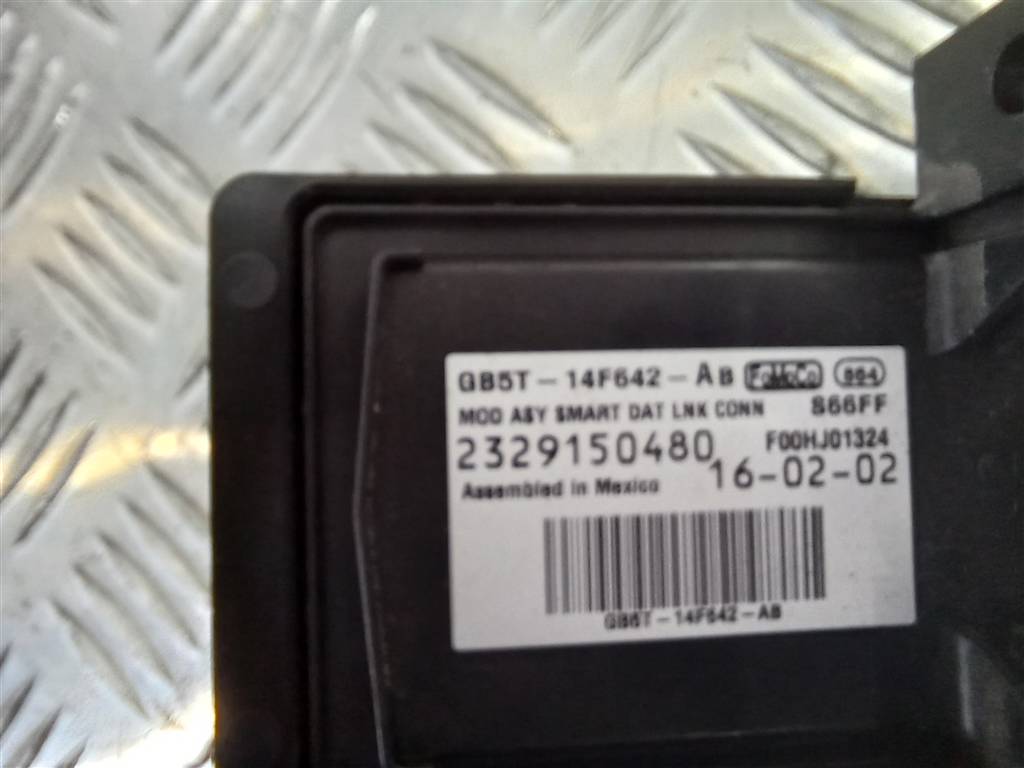 GB5T-14F642-AB FoMoCo 864
MOD ASY SMART DAT LNK CONN S66FF
2329150480 F00HJ01324
Assembled in Mexico 16-02-02
GB5T-14F642-AB